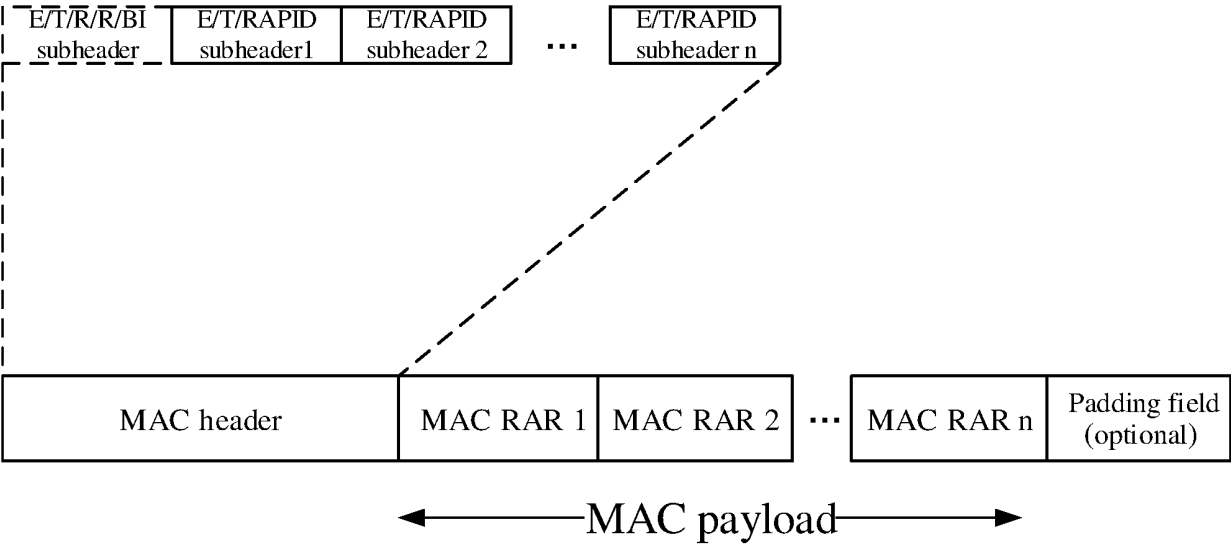 E/T/R/R/BI
subheader
E/T/RAPID
subheader1
E/T/RAPID
subheader 2
...
E/T/RAPID
subheader n
MAC header
MAC RAR 1
MAC RAR 2
...
MAC RAR n
Padding field
(optional)
MAC payload